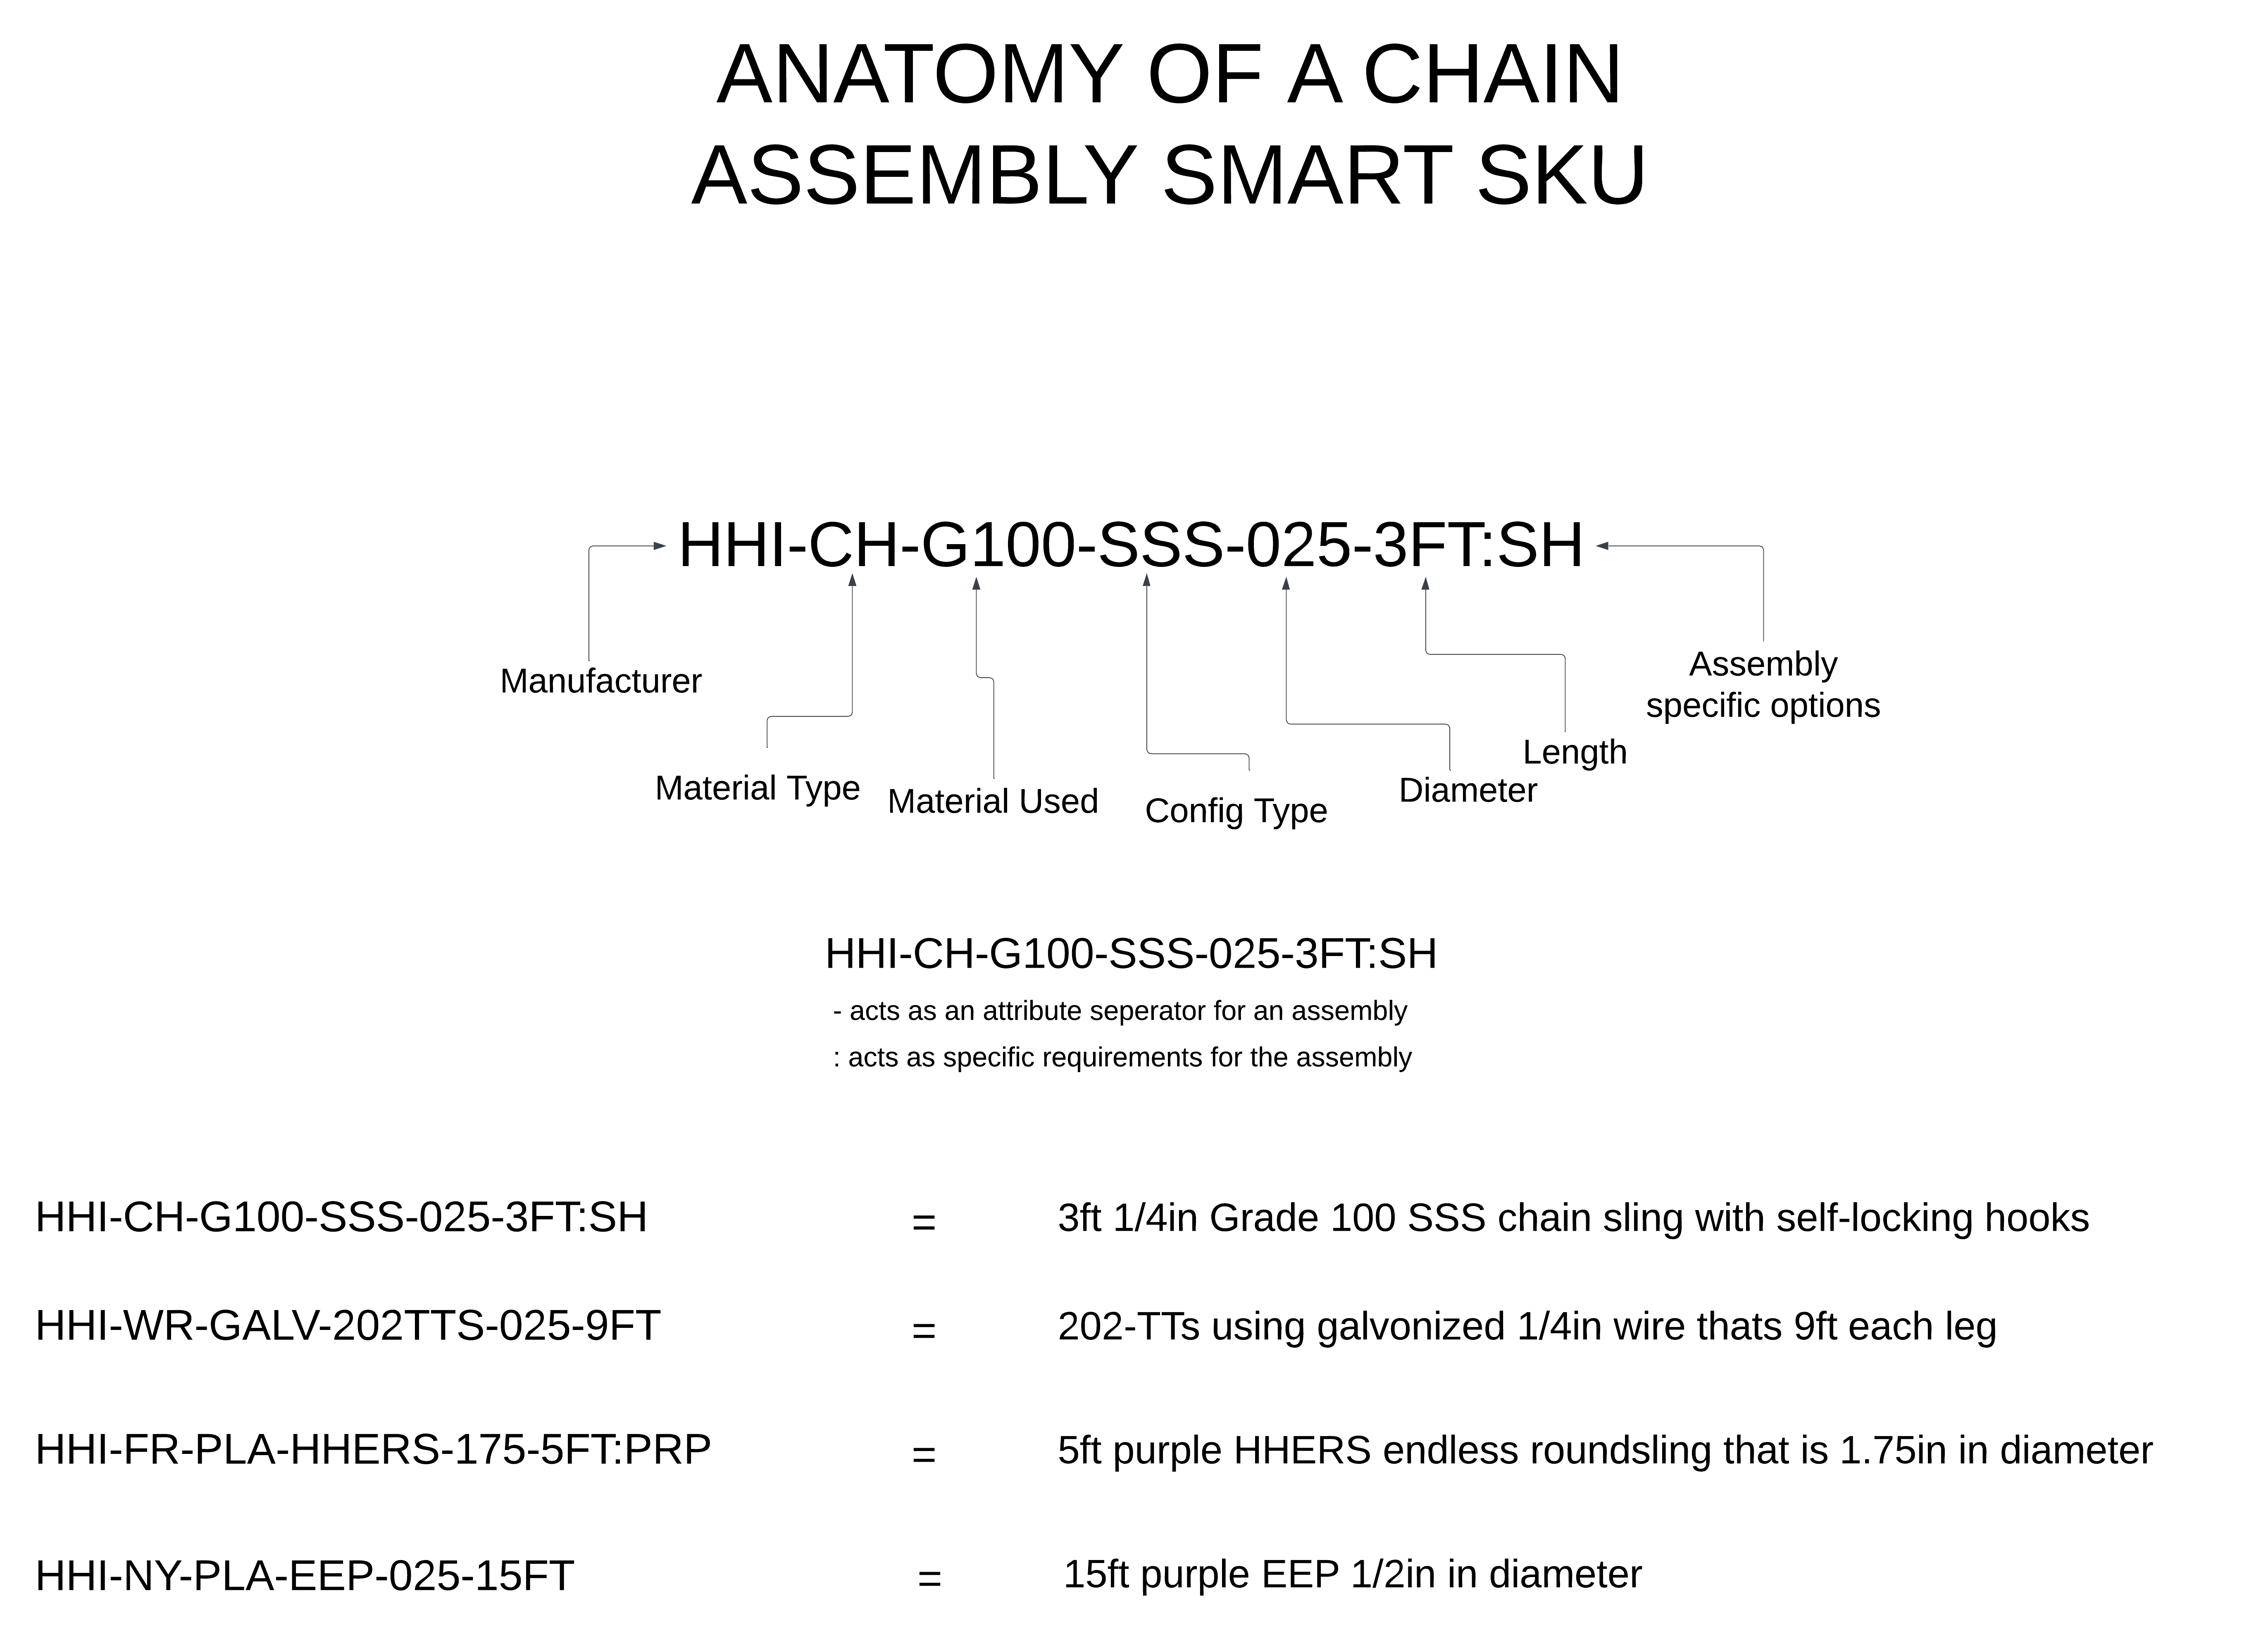 ANATOMY OF A CHAIN
ASSEMBLY SMART SKU
HHI-CH-G100-SSS-025-3FT:SH
Manufacturer
Material Type
Material Used
Config Type
Diameter
Length
Assembly
specific options
HHI-CH-G100-SSS-025-3FT:SH
- acts as an attribute seperator for an assembly
: acts as specific requirements for the assembly
HHI-CH-G100-SSS-025-3FT:SH = 3ft 1/4in Grade 100 SSS chain sling with self-locking hooks
HHI-WR-GALV-202TTS-025-9FT = 202-TTs using galvonized 1/4in wire thats 9ft each leg
HHI-FR-PLA-HHERS-175-5FT:PRP = 5ft purple HHERS endless roundsling that is 1.75in in diameter
HHI-NY-PLA-EEP-025-15FT = 15ft purple EEP 1/2in in diameter